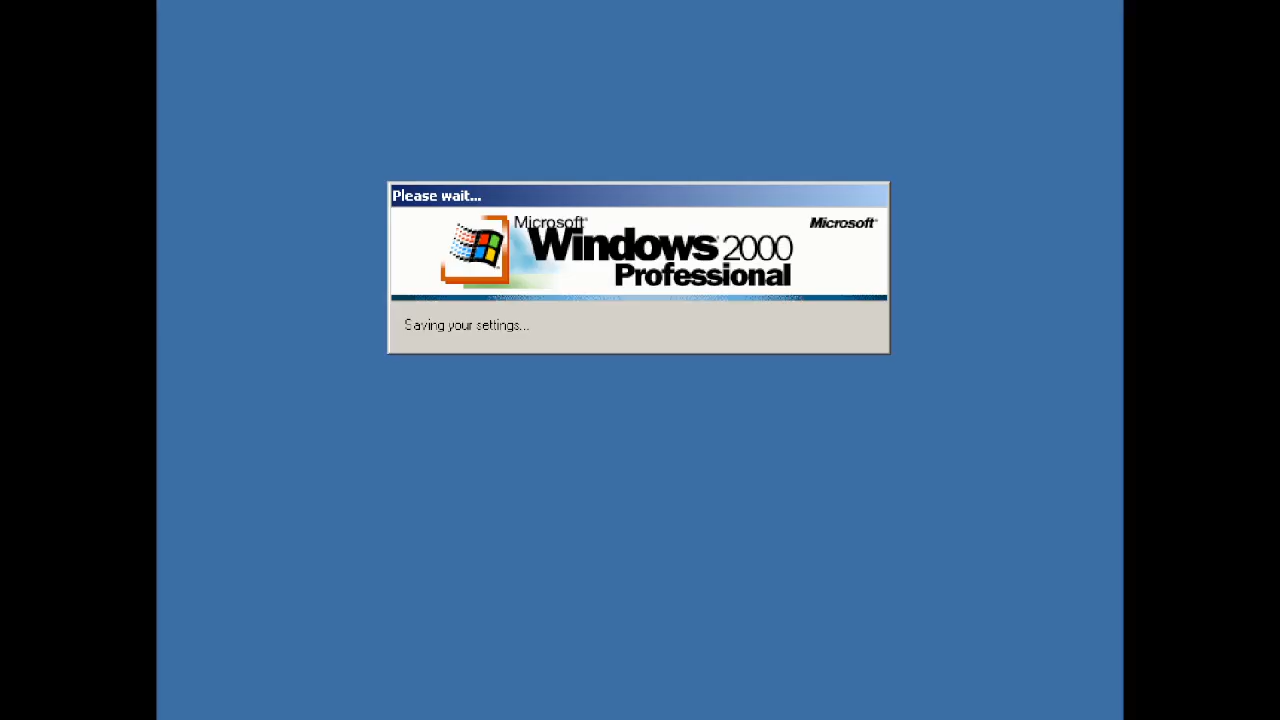 Please wait...
Microsoft®
Microsoft®
Windows 2000
Professional
Saving your settings...